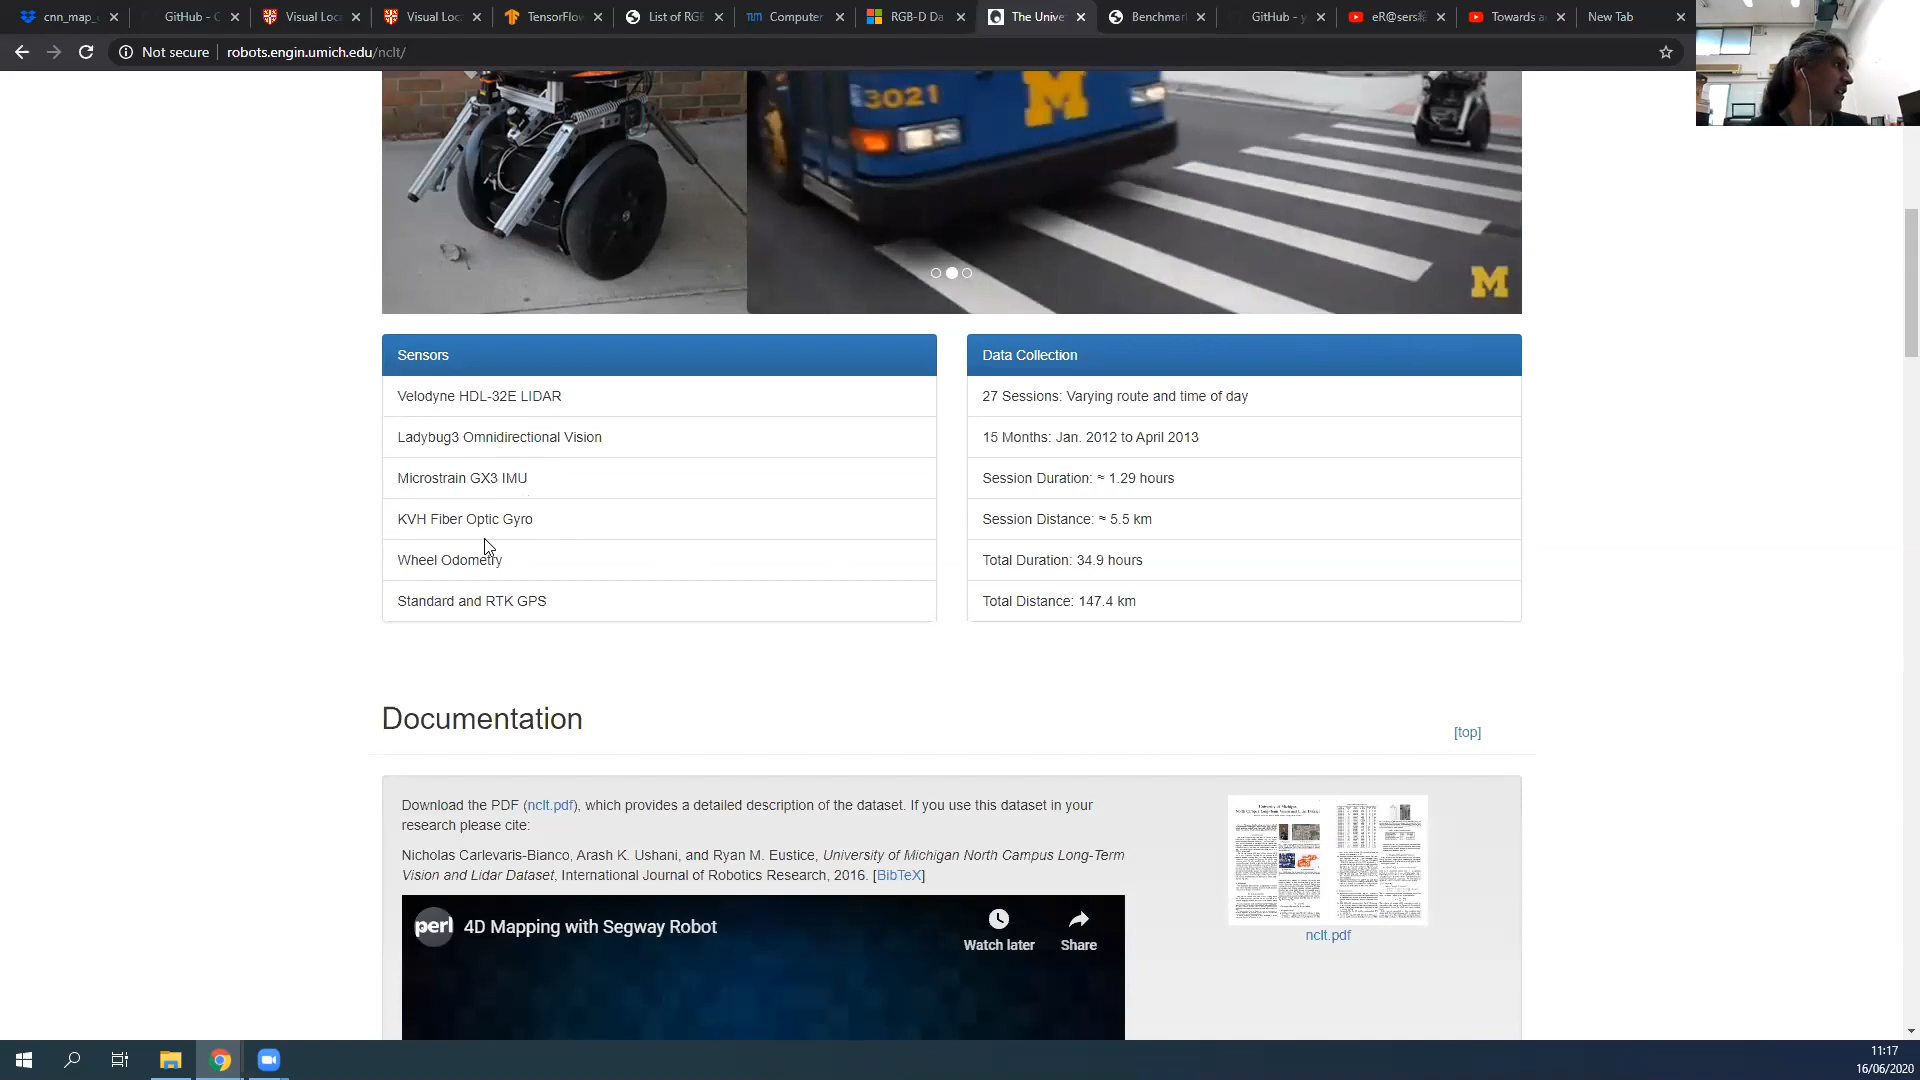 cnn_map_
GitHub - C
Visual Loc
Visual Loc
TensorFlow
List of RGB
Computer
RGB-D Da
The Unive
Benchmar
GitHub - y
eR@sers
Towards a
New Tab
Not secure
robots.engin.umich.edu/nclt/
3021
M
M
Sensors
Velodyne HDL-32E LIDAR
Ladybug3 Omnidirectional Vision
Microstrain GX3 IMU
KVH Fiber Optic Gyro
Wheel Odometry
Standard and RTK GPS
Data Collection
27 Sessions: Varying route and time of day
15 Months: Jan. 2012 to April 2013
Session Duration: ≈ 1.29 hours
Session Distance: ≈ 5.5 km
Total Duration: 34.9 hours
Total Distance: 147.4 km
Documentation
[top]
Download the PDF (nclt.pdf), which provides a detailed description of the dataset. If you use this dataset in your
research please cite:
Nicholas Carlevaris-Bianco, Arash K. Ushani, and Ryan M. Eustice, University of Michigan North Campus Long-Term
Vision and Lidar Dataset, International Journal of Robotics Research, 2016. [BibTeX]
perl 4D Mapping with Segway Robot
Watch later
Share
nclt.pdf
11:17
16/06/2020